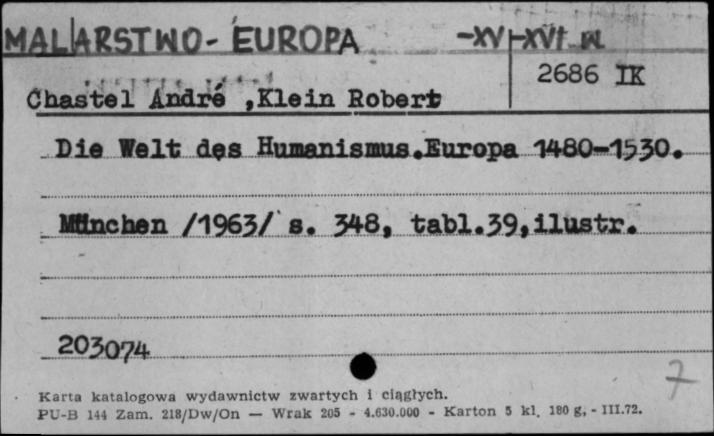 MALARSTWO - EUROPA -XV-XVI w.
2686 IK
Chastel André ,Klein Robert
Die Welt des Humanismus.Europa 1480-1530.
München /1963/ s. 348, tabl.39,ilustr.
203074
7
Karta katalogowa wydawnictw zwartych i ciągłych.
PU-B 144 Zam. 218/Dw/On — Wrak 205 - 4.630.000 - Karton 5 kl. 180 g, - III.72.